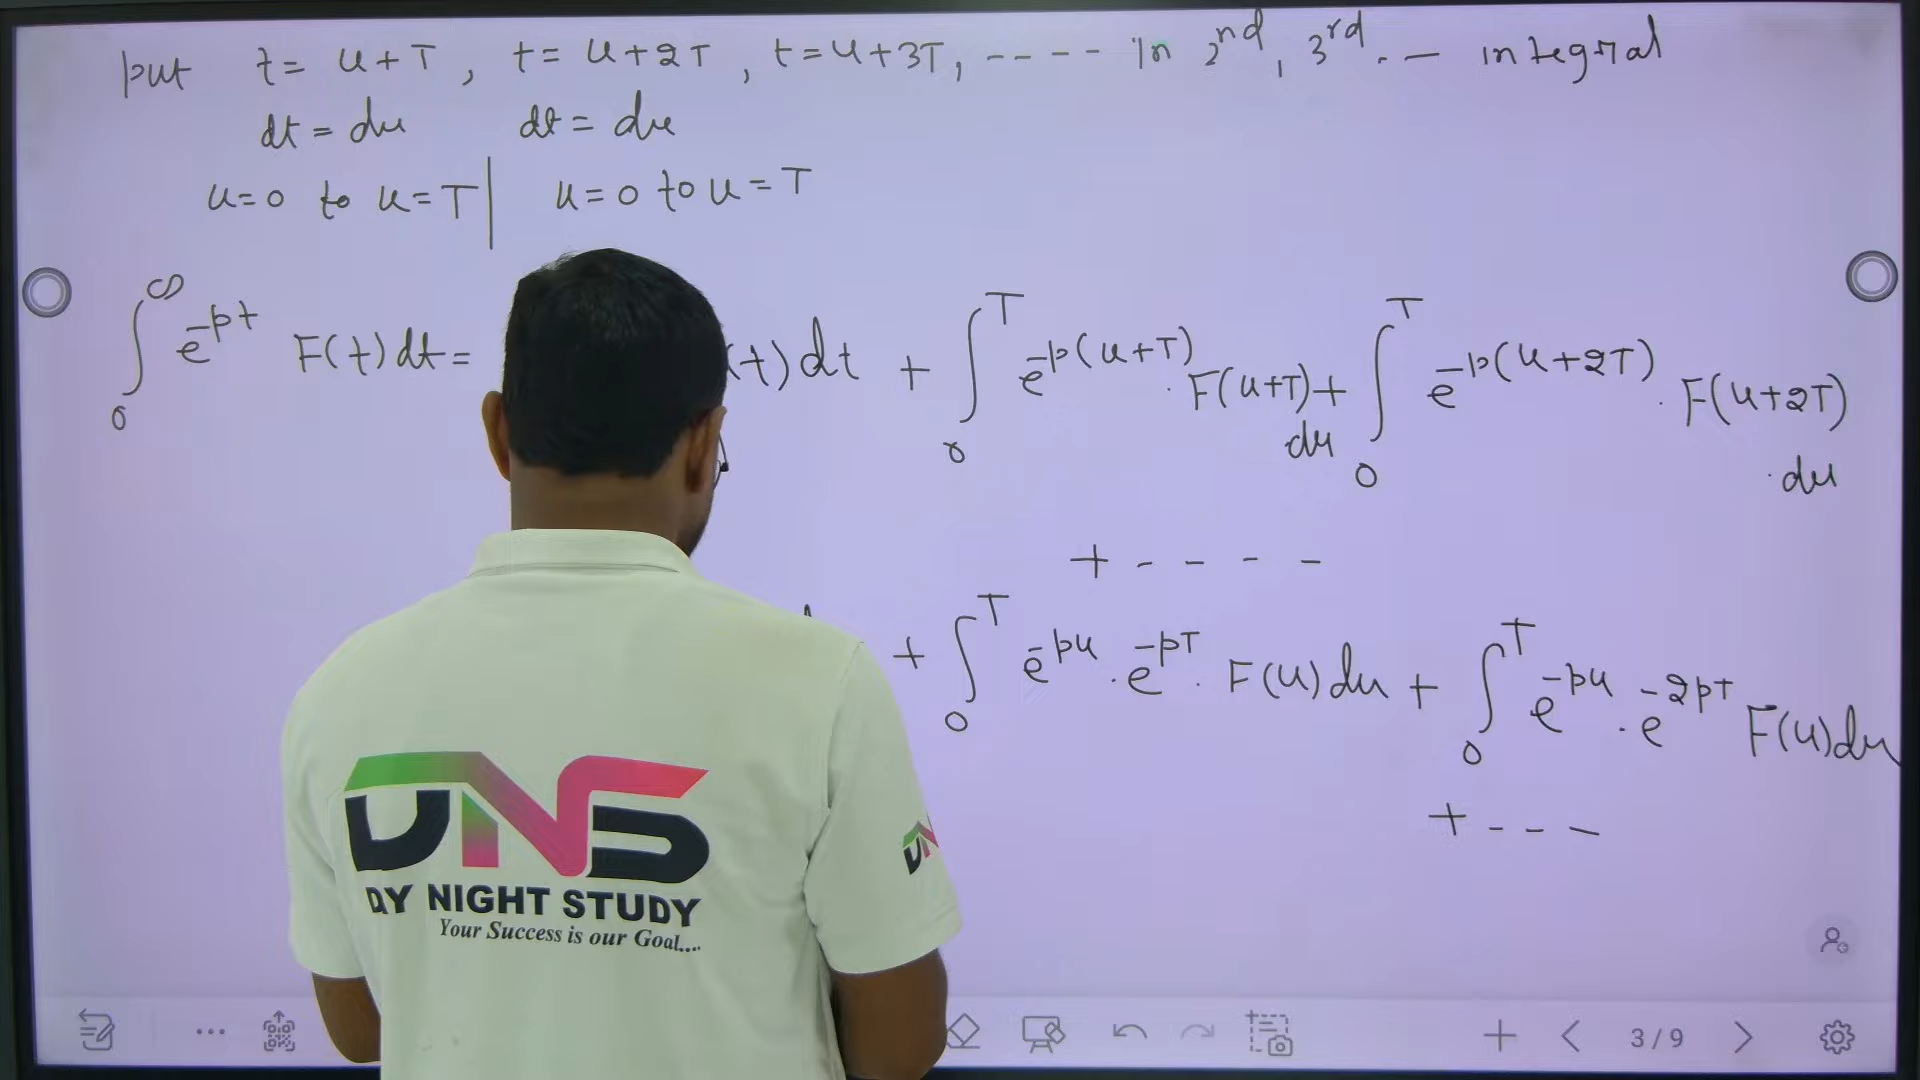 put t = u+T, t = u+2T, t = u+3T, ---- in 2nd, 3rd .-- integral
dt = du dt = du
u=0 to u=T | u=0 to u=T
∫₀^∞ e^{-pt} F(t)dt = (t)dt + ∫₀^T e^{-p(u+T)} . F(u+T) du + ∫₀^T e^{-p(u+2T)} . F(u+2T) . du
+ - - - -
+ ∫₀^T e^{-pu} . e^{-pT} . F(u)du + ∫₀^T e^{-pu} . e^{-2pT} F(u)du
+ - - -
DNS
AY NIGHT STUDY
Your Success is our Goal....
3/9